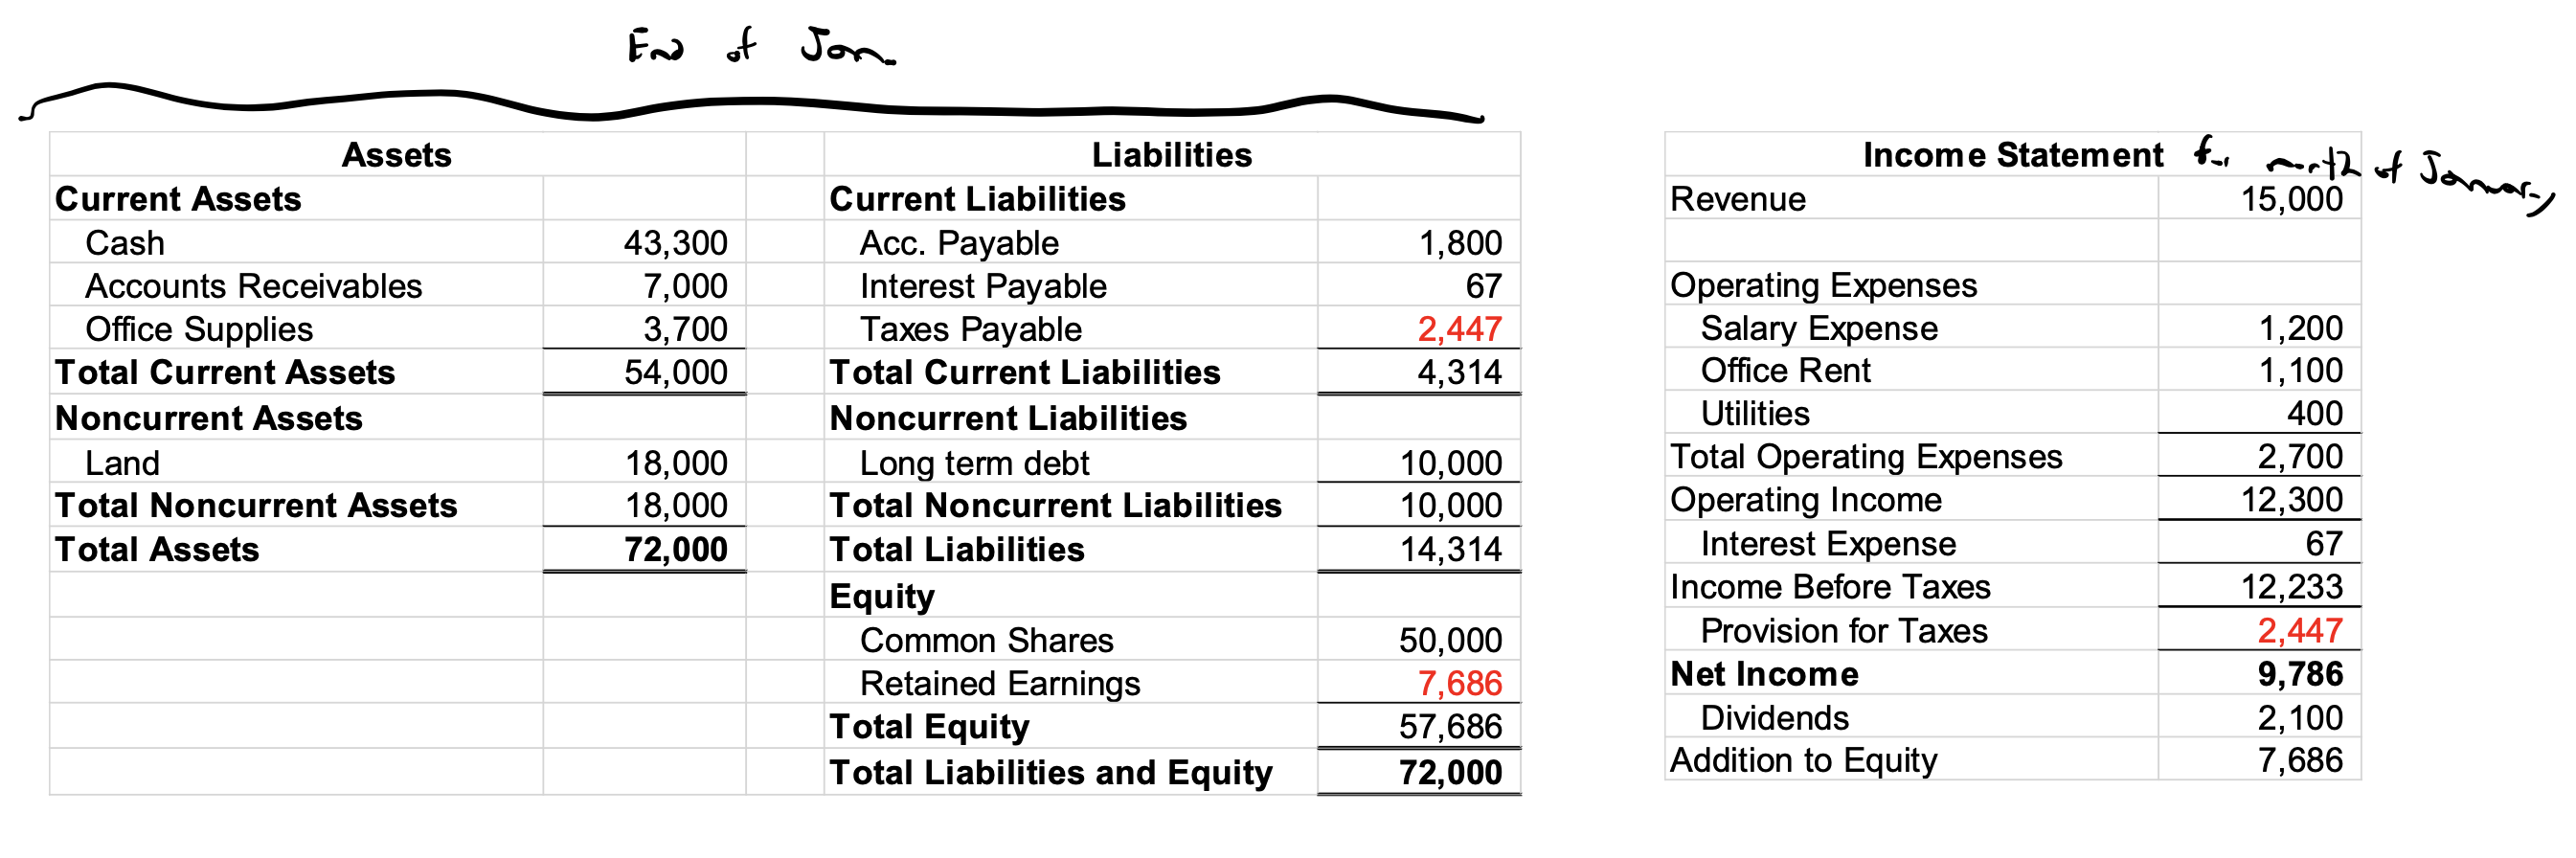 End of Jan.
Assets Liabilities
Current Assets Current Liabilities
Cash 43,300 Acc. Payable 1,800
Accounts Receivables 7,000 Interest Payable 67
Office Supplies 3,700 Taxes Payable 2,447
Total Current Assets 54,000 Total Current Liabilities 4,314
Noncurrent Assets Noncurrent Liabilities
Land 18,000 Long term debt 10,000
Total Noncurrent Assets 18,000 Total Noncurrent Liabilities 10,000
Total Assets 72,000 Total Liabilities 14,314
Equity
Common Shares 50,000
Retained Earnings 7,686
Total Equity 57,686
Total Liabilities and Equity 72,000
Income Statement for month of January
Revenue 15,000
Operating Expenses
Salary Expense 1,200
Office Rent 1,100
Utilities 400
Total Operating Expenses 2,700
Operating Income 12,300
Interest Expense 67
Income Before Taxes 12,233
Provision for Taxes 2,447
Net Income 9,786
Dividends 2,100
Addition to Equity 7,686